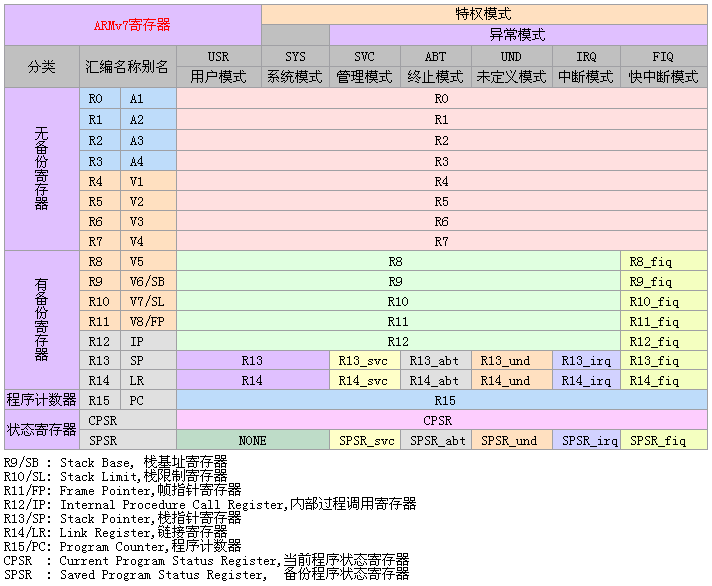 ARMv7寄存器 特权模式
异常模式
分类 汇编名称别名 USR SYS SVC ABT UND IRQ FIQ
用户模式 系统模式 管理模式 终止模式 未定义模式 中断模式 快中断模式
无备份寄存器
R0 A1 R0
R1 A2 R1
R2 A3 R2
R3 A4 R3
R4 V1 R4
R5 V2 R5
R6 V3 R6
R7 V4 R7
有备份寄存器
R8 V5 R8 R8_fiq
R9 V6/SB R9 R9_fiq
R10 V7/SL R10 R10_fiq
R11 V8/FP R11 R11_fiq
R12 IP R12 R12_fiq
R13 SP R13 R13_svc R13_abt R13_und R13_irq R13_fiq
R14 LR R14 R14_svc R14_abt R14_und R14_irq R14_fiq
程序计数器 R15 PC R15
状态寄存器 CPSR CPSR
SPSR NONE SPSR_svc SPSR_abt SPSR_und SPSR_irq SPSR_fiq
R9/SB : Stack Base, 栈基址寄存器
R10/SL: Stack Limit,栈限制寄存器
R11/FP: Frame Pointer,帧指针寄存器
R12/IP: Internal Procedure Call Register,内部过程调用寄存器
R13/SP: Stack Pointer,栈指针寄存器
R14/LR: Link Register,链接寄存器
R15/PC: Program Counter,程序计数器
CPSR : Current Program Status Register,当前程序状态寄存器
SPSR : Saved Program Status Register, 备份程序状态寄存器